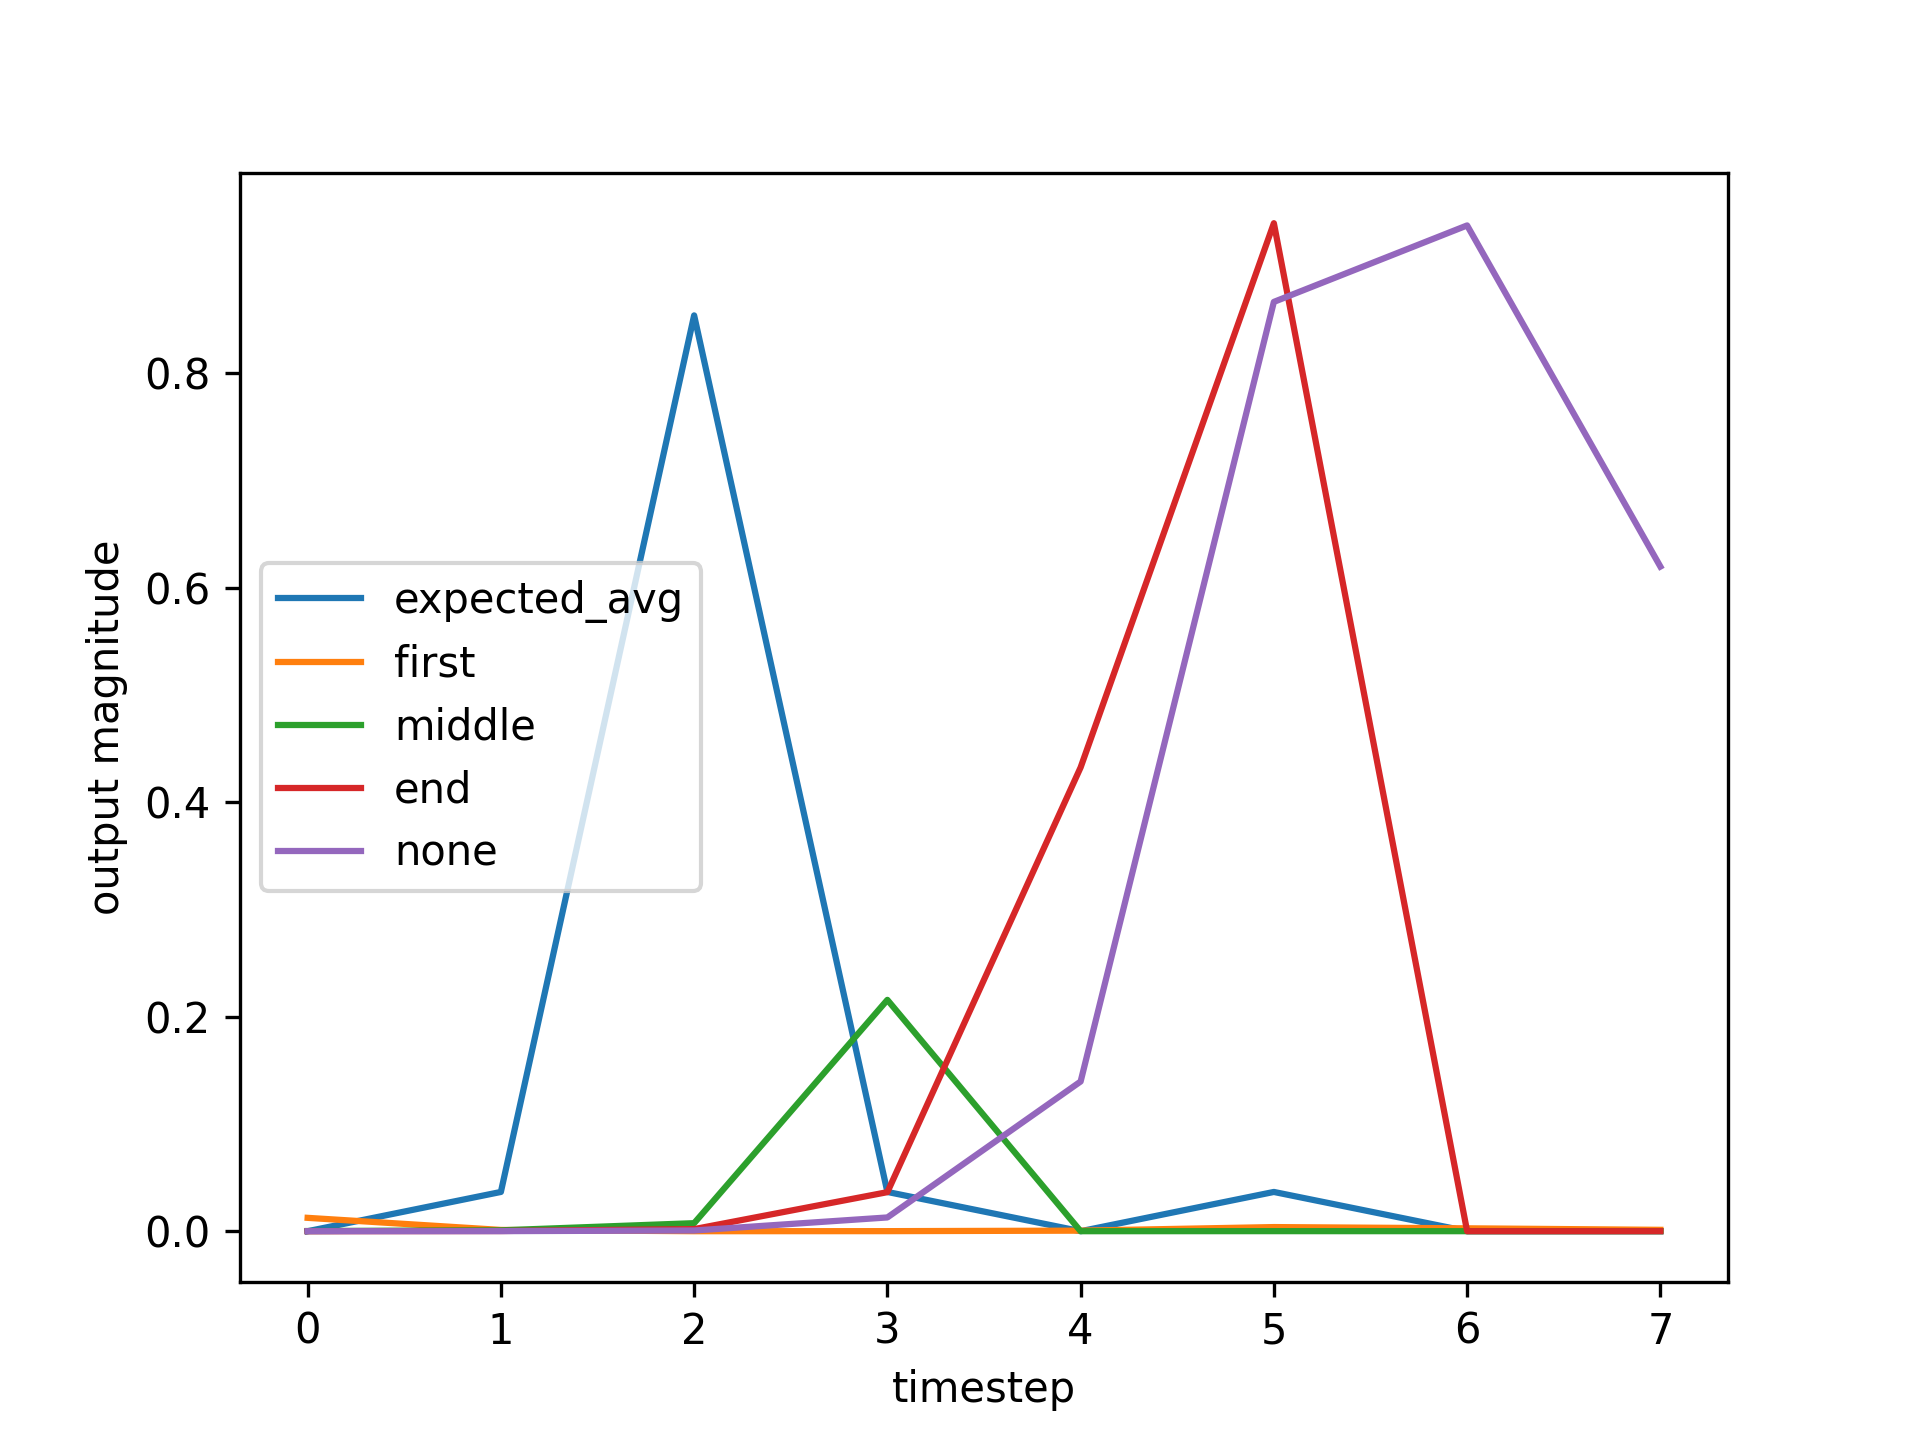 0.8
0.6
0.4
0.2
0.0
output magnitude
expected_avg
first
middle
end
none
0 1 2 3 4 5 6 7
timestep